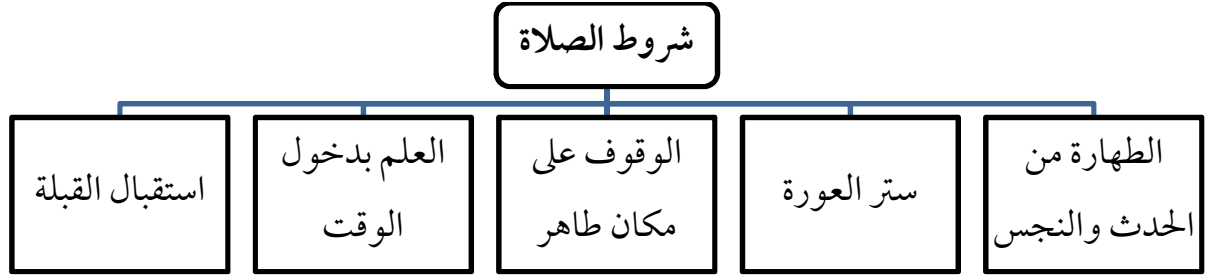 شروط الصلاة
الطهارة من
الحدث والنجس
ستر العورة
الوقوف على
مكان طاهر
العلم بدخول
الوقت
استقبال القبلة